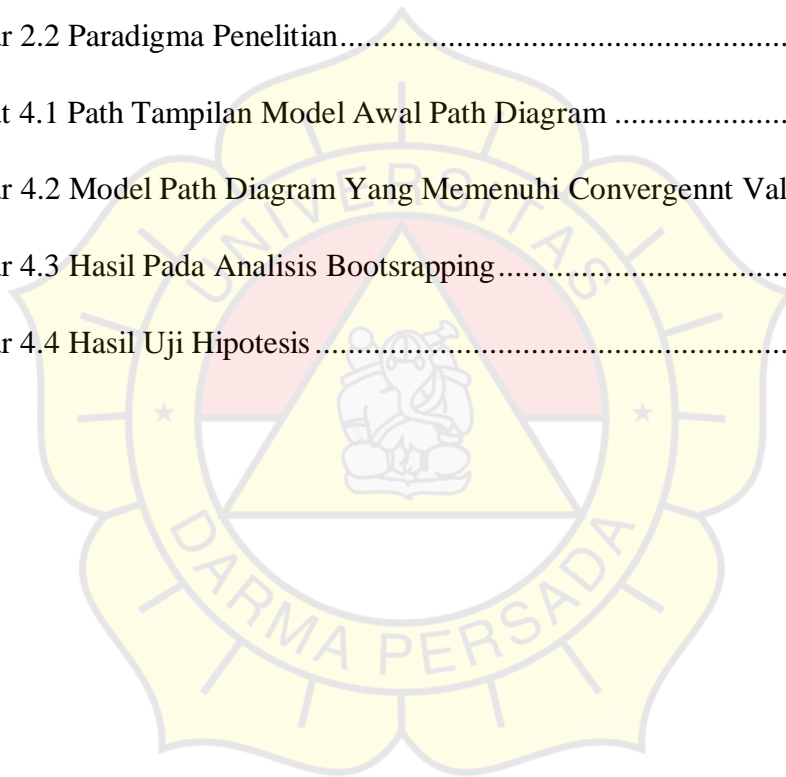 r 2.2 Paradigma Penelitian
t 4.1 Path Tampilan Model Awal Path Diagram
r 4.2 Model Path Diagram Yang Memenuhi Convergennt Val
r 4.3 Hasil Pada Analisis Bootsrapping
r 4.4 Hasil Uji Hipotesis
UNIVERSITAS
DARMA PERSADA